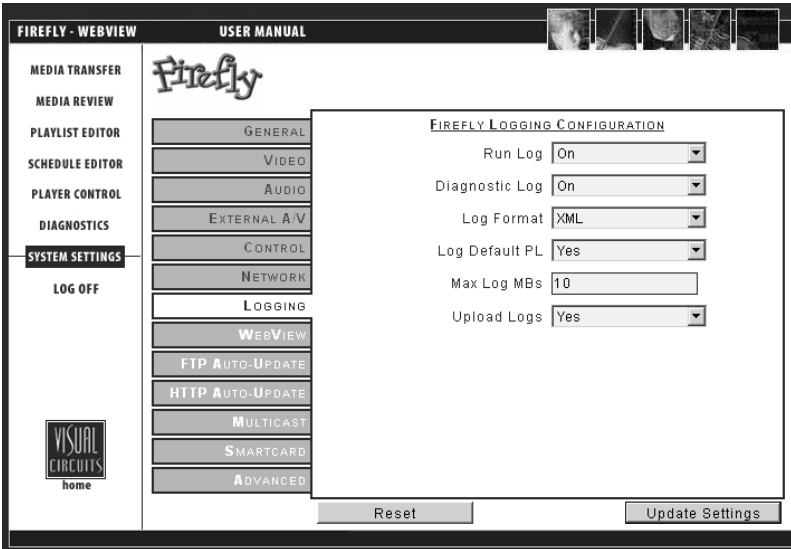 FIREFLY - WEBVIEW USER MANUAL
MEDIA TRANSFER
MEDIA REVIEW
PLAYLIST EDITOR
SCHEDULE EDITOR
PLAYER CONTROL
DIAGNOSTICS
SYSTEM SETTINGS
LOG OFF
VISUAL
CIRCUITS
home
Firefly
GENERAL
VIDEO
AUDIO
EXTERNAL A/V
CONTROL
NETWORK
LOGGING
WEBVIEW
FTP AUTO-UPDATE
HTTP AUTO-UPDATE
MULTICAST
SMARTCARD
ADVANCED
FIREFLY LOGGING CONFIGURATION
Run Log On
Diagnostic Log On
Log Format XML
Log Default PL Yes
Max Log MBs 10
Upload Logs Yes
Reset Update Settings